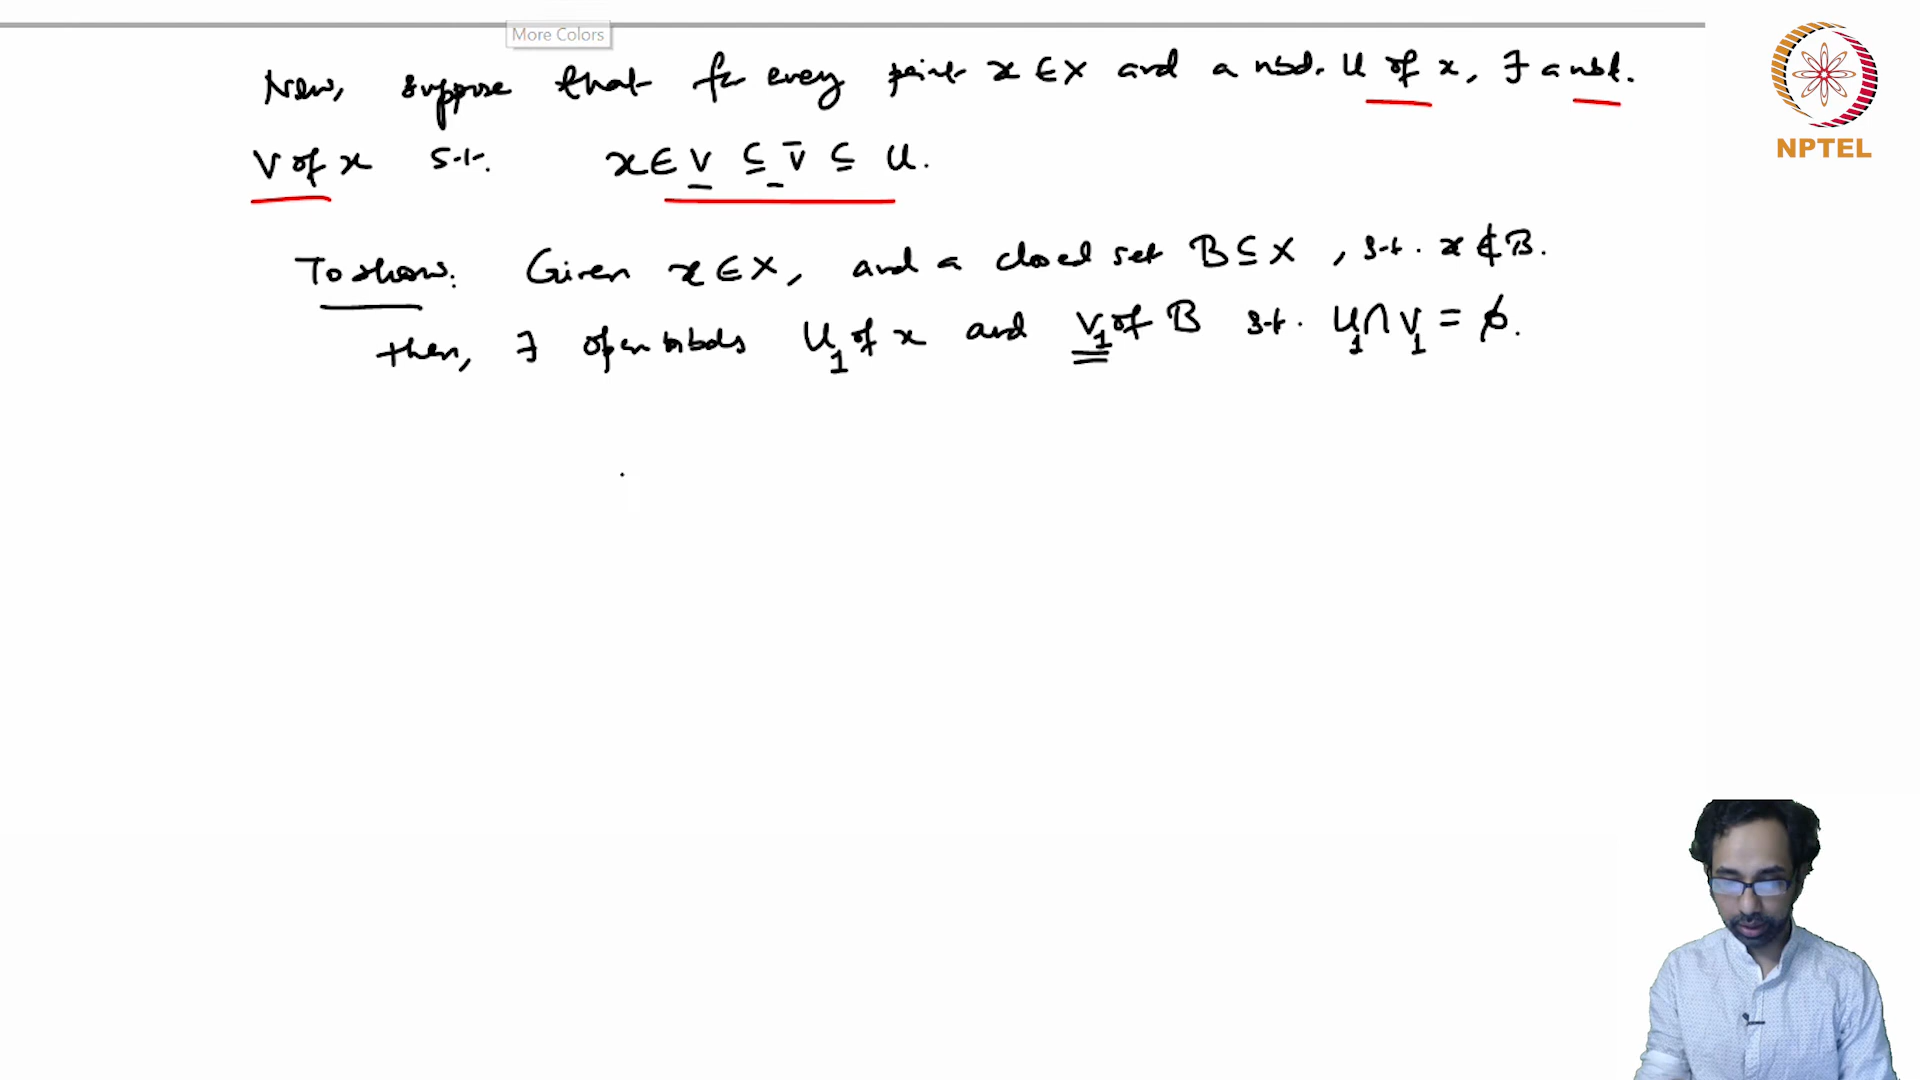 More Colors
Now, suppose that for every point x ∈ X and a nbd. U of x, ∃ a nbd.
V of x s.t. x ∈ V ⊆ V̄ ⊆ U.
To show: Given x ∈ X, and a closed set B ⊆ X, s.t. x ∉ B.
then, ∃ open nbds U₁ of x and V₁ of B s.t. U₁ ∩ V₁ = ϕ.
NPTEL